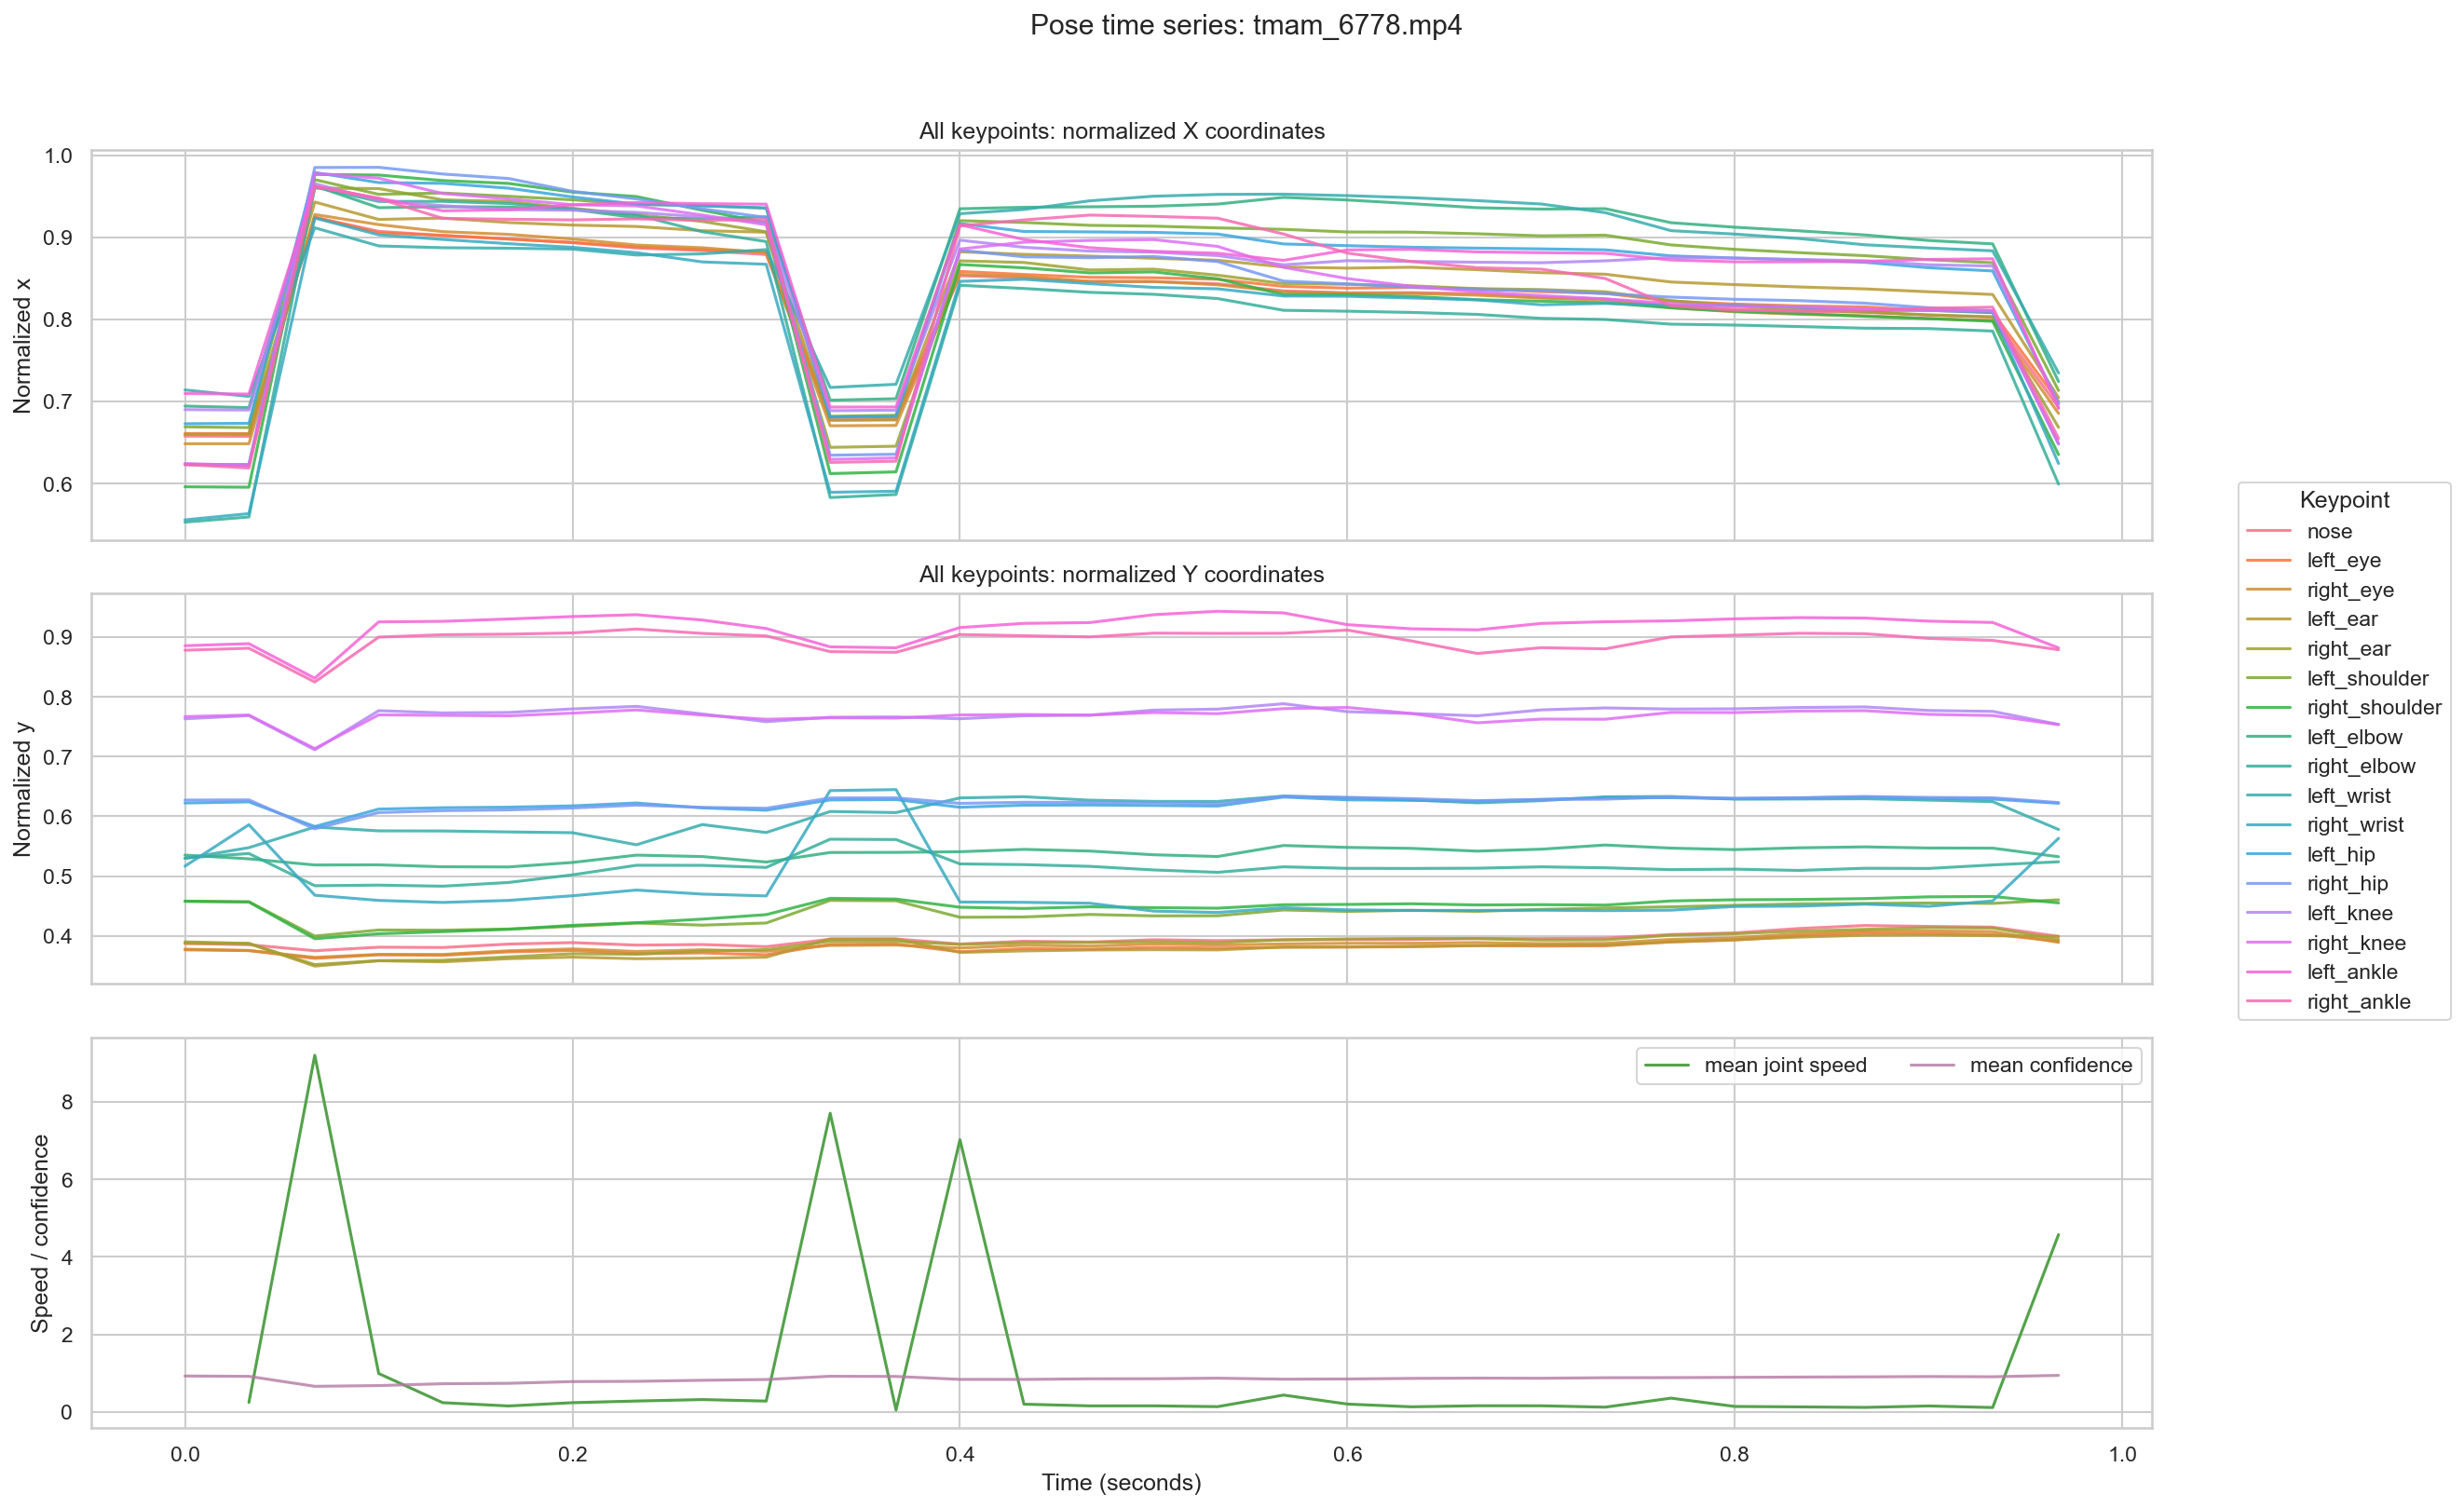 Pose time series: tmam_6778.mp4
All keypoints: normalized X coordinates
1.0
0.9
0.8
0.7
0.6
Normalized x
All keypoints: normalized Y coordinates
0.9
0.8
0.7
0.6
0.5
0.4
Normalized y
Keypoint
nose
left_eye
right_eye
left_ear
right_ear
left_shoulder
right_shoulder
left_elbow
right_elbow
left_wrist
right_wrist
left_hip
right_hip
left_knee
right_knee
left_ankle
right_ankle
mean joint speed
mean confidence
8
6
4
2
0
Speed / confidence
0.0
0.2
0.4
0.6
0.8
1.0
Time (seconds)